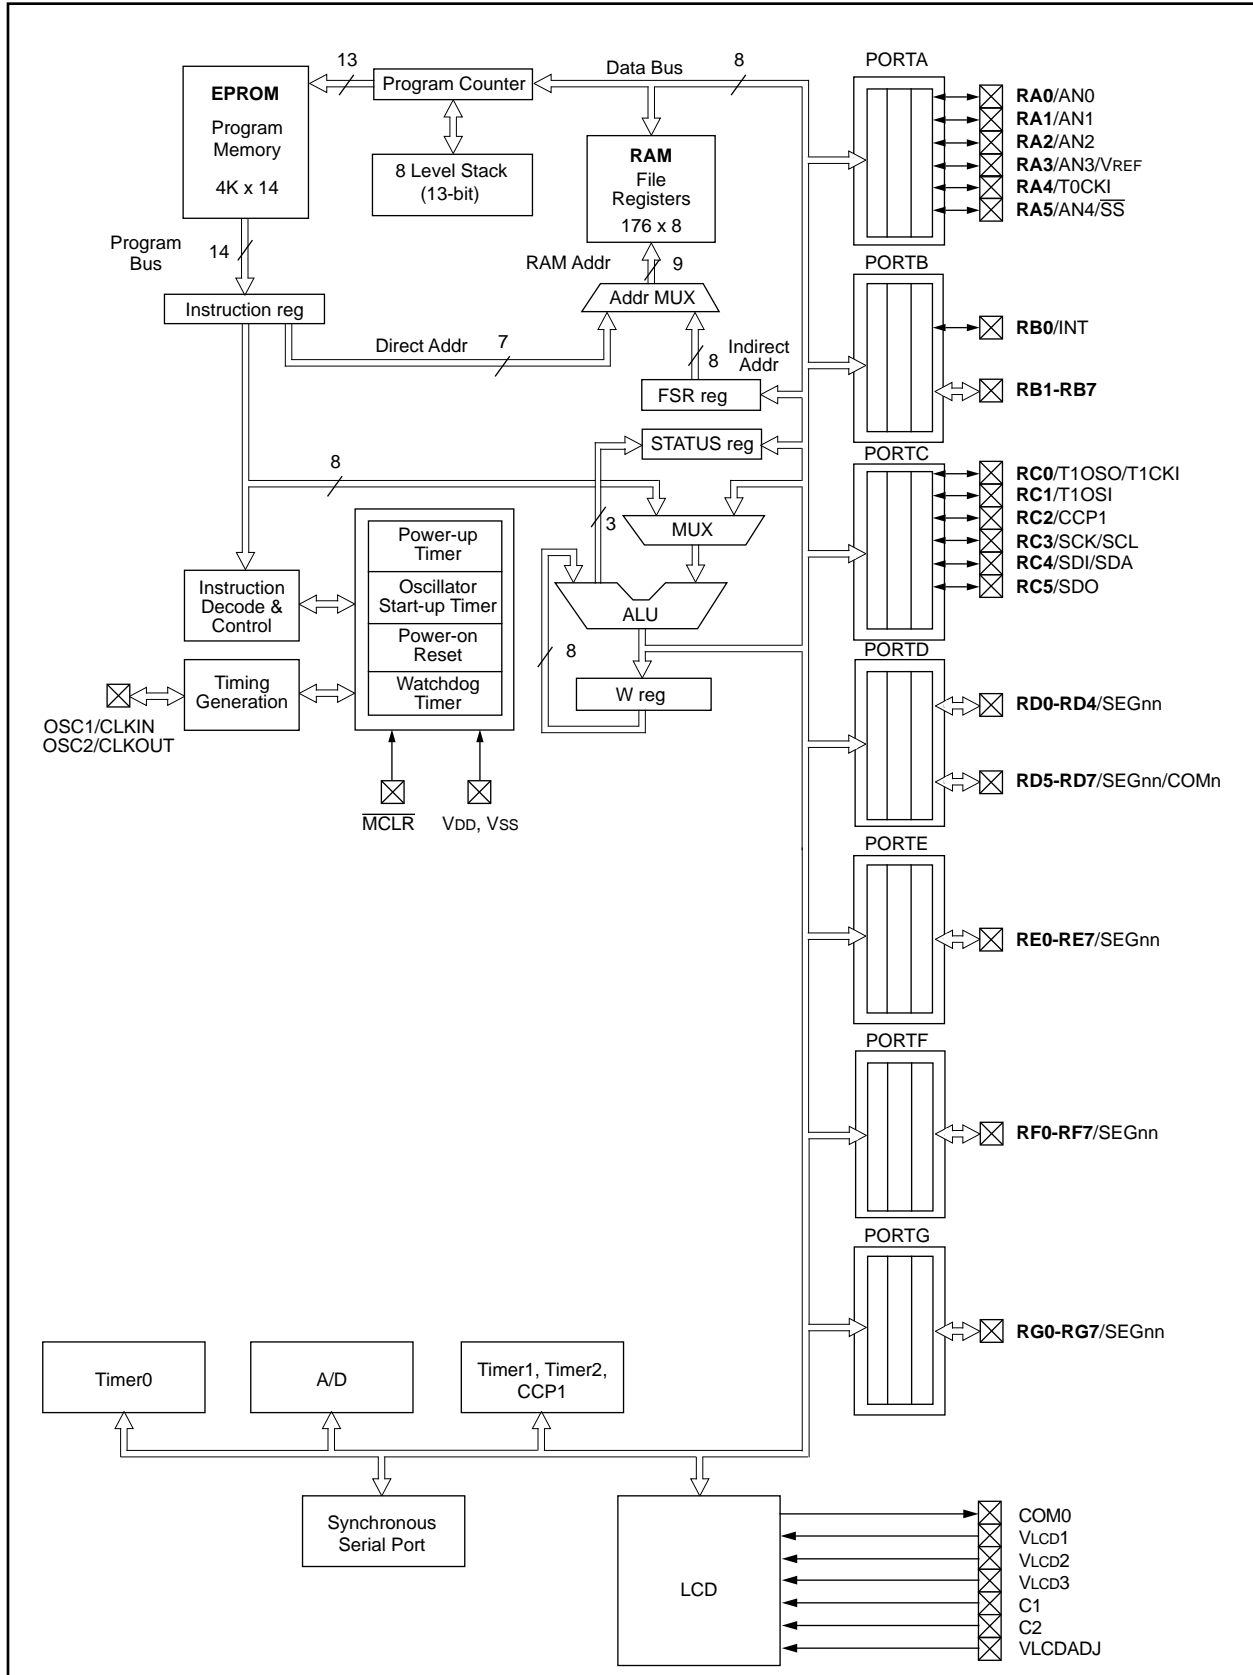 EPROM
Program
Memory
4K x 14
13
Program Counter
8 Level Stack
(13-bit)
Data Bus
8
RAM
File
Registers
176 x 8
Program
Bus
14
RAM Addr
9
Instruction reg
Addr MUX
Direct Addr
7
8
Indirect
Addr
FSR reg
STATUS reg
8
3
MUX
Power-up
Timer
Oscillator
Start-up Timer
Power-on
Reset
Watchdog
Timer
Instruction
Decode &
Control
ALU
8
W reg
Timing
Generation
OSC1/CLKIN
OSC2/CLKOUT
M̅C̅L̅R̅
VDD, VSS
PORTA
RA0/AN0
RA1/AN1
RA2/AN2
RA3/AN3/VREF
RA4/T0CKI
RA5/AN4/S̅S̅
PORTB
RB0/INT
RB1-RB7
PORTC
RC0/T1OSO/T1CKI
RC1/T1OSI
RC2/CCP1
RC3/SCK/SCL
RC4/SDI/SDA
RC5/SDO
PORTD
RD0-RD4/SEGnn
RD5-RD7/SEGnn/COMn
PORTE
RE0-RE7/SEGnn
PORTF
RF0-RF7/SEGnn
PORTG
RG0-RG7/SEGnn
Timer0
A/D
Timer1, Timer2,
CCP1
Synchronous
Serial Port
LCD
COM0
VLCD1
VLCD2
VLCD3
C1
C2
VLCDADJ